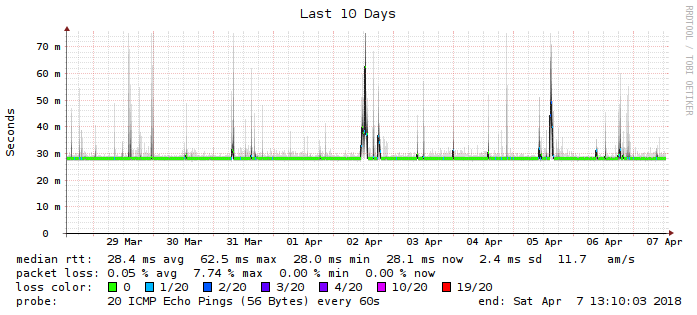 Last 10 Days
RRDTOOL / TOBI OETIKER
Seconds
70 m
60 m
50 m
40 m
30 m
20 m
10 m
0
29 Mar 30 Mar 31 Mar 01 Apr 02 Apr 03 Apr 04 Apr 05 Apr 06 Apr 07 Apr
median rtt: 28.4 ms avg 62.5 ms max 28.0 ms min 28.1 ms now 2.4 ms sd 11.7 am/s
packet loss: 0.05 % avg 7.74 % max 0.00 % min 0.00 % now
loss color: 0 1/20 2/20 3/20 4/20 10/20 19/20
probe: 20 ICMP Echo Pings (56 Bytes) every 60s end: Sat Apr 7 13:10:03 2018